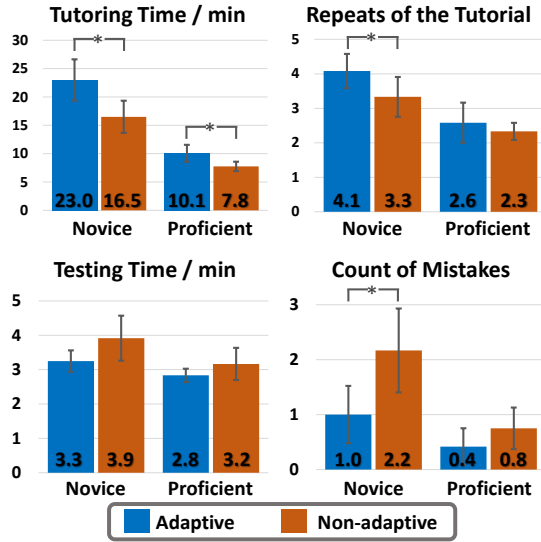 Tutoring Time / min
30
25
20
15
10
5
0
*
*
23.0 16.5 10.1 7.8
Novice Proficient
Repeats of the Tutorial
5
4
3
2
1
0
*
4.1 3.3 2.6 2.3
Novice Proficient
Testing Time / min
5
4
3
2
1
0
3.3 3.9 2.8 3.2
Novice Proficient
Count of Mistakes
3
2
1
0
*
1.0 2.2 0.4 0.8
Novice Proficient
Adaptive Non-adaptive